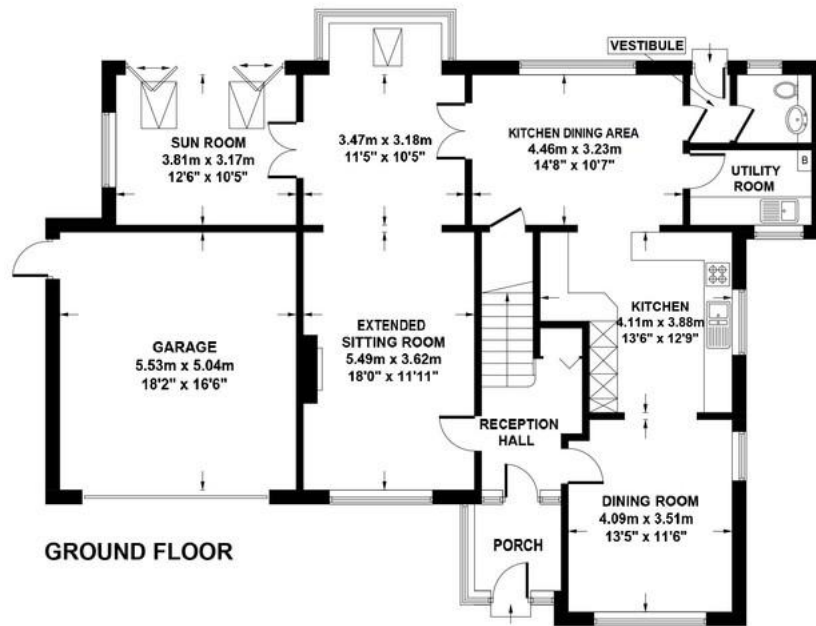 VESTIBULE
SUN ROOM
3.81m x 3.17m
12'6" x 10'5"
3.47m x 3.18m
11'5" x 10'5"
KITCHEN DINING AREA
4.46m x 3.23m
14'8" x 10'7"
B
UTILITY
ROOM
GARAGE
5.53m x 5.04m
18'2" x 16'6"
EXTENDED
SITTING ROOM
5.49m x 3.62m
18'0" x 11'11"
KITCHEN
4.11m x 3.88m
13'6" x 12'9"
RECEPTION
HALL
DINING ROOM
4.09m x 3.51m
13'5" x 11'6"
PORCH
GROUND FLOOR